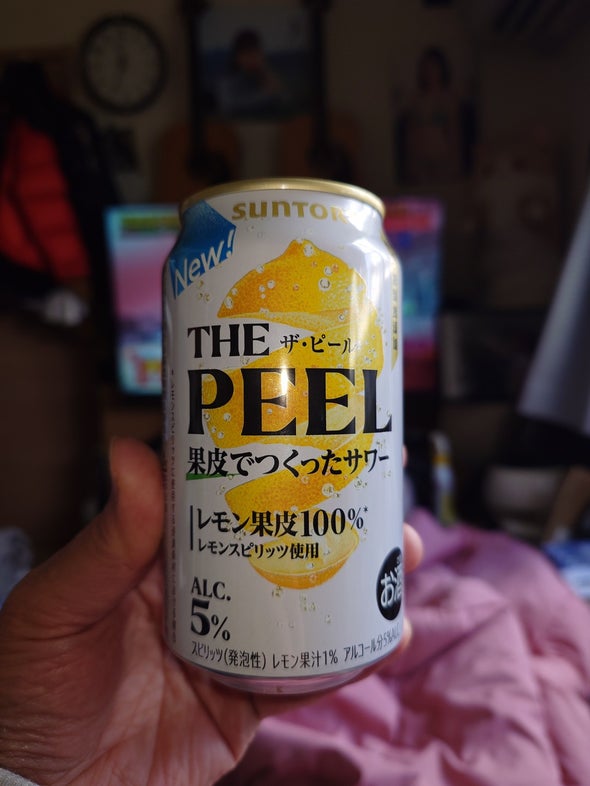 SUNTORY
New!
THE
ザ・ピール
PEEL
果皮でつくったサワー
レモン果皮100%*
レモンスピリッツ使用
ALC.
5%
お酒
スピリッツ(発泡性) レモン果汁1% アルコール分5%